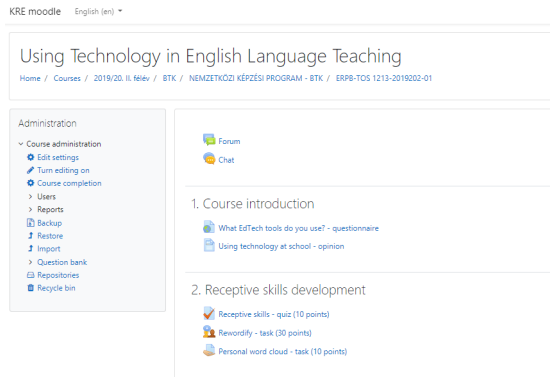 KRE moodle English (en)
Using Technology in English Language Teaching
Home / Courses / 2019/20. II. félév / BTK / NEMZETKÖZI KÉPZÉSI PROGRAM - BTK / ERPB-TOS 1213-2019202-01
Administration
Course administration
Edit settings
Turn editing on
Course completion
Users
Reports
Backup
Restore
Import
Question bank
Repositories
Recycle bin
Forum
Chat
1. Course introduction
What EdTech tools do you use? - questionnaire
Using technology at school - opinion
2. Receptive skills development
Receptive skills - quiz (10 points)
Rewordify - task (30 points)
Personal word cloud - task (10 points)